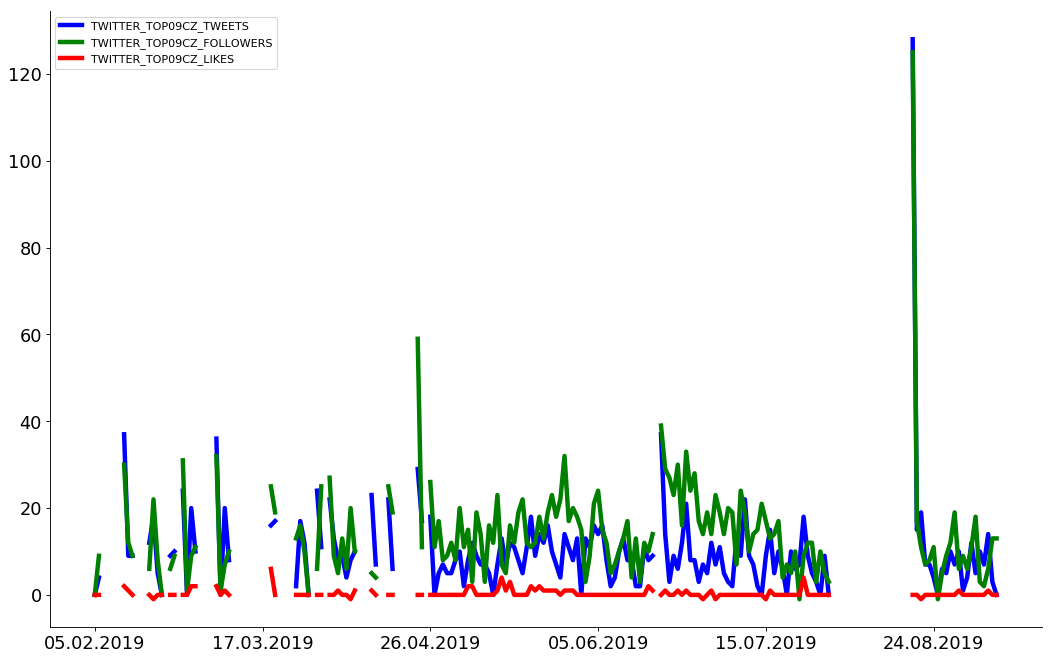 TWITTER_TOP09CZ_TWEETS
TWITTER_TOP09CZ_FOLLOWERS
TWITTER_TOP09CZ_LIKES
120
100
80
60
40
20
0
05.02.2019 17.03.2019 26.04.2019 05.06.2019 15.07.2019 24.08.2019